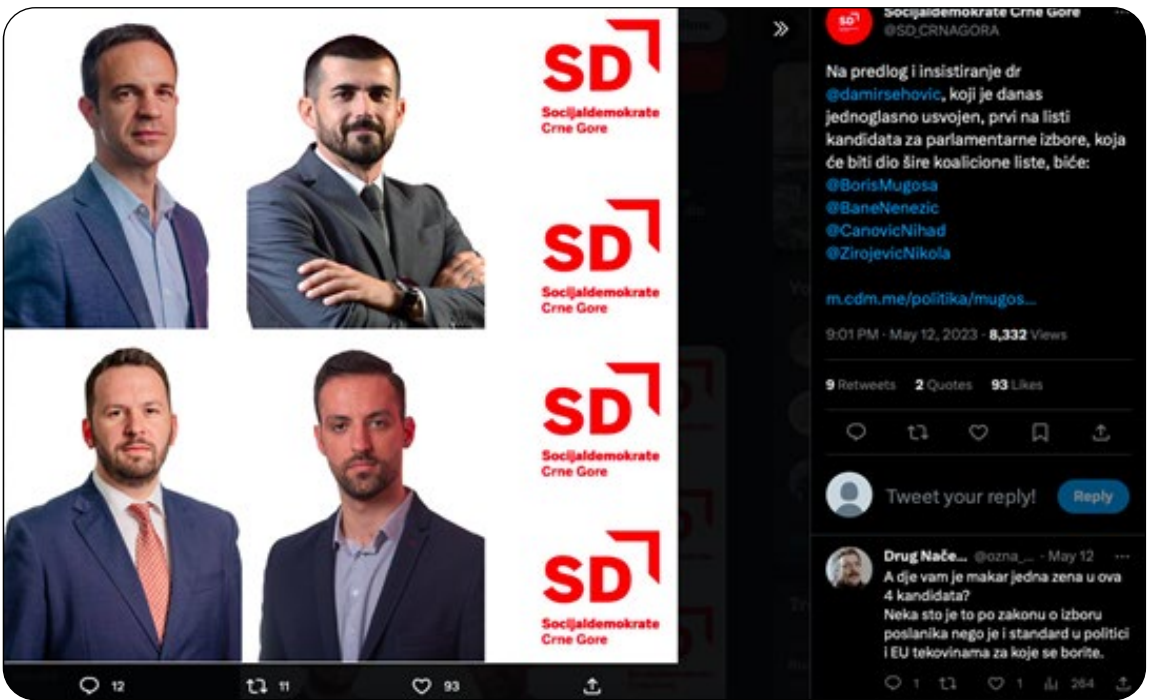 SD
Socijaldemokrate
Crne Gore
SD
Socijaldemokrate
Crne Gore
SD
Socijaldemokrate
Crne Gore
SD
Socijaldemokrate
Crne Gore
12
11
93
SD
Socijaldemokrate Crne Gore
@SD_CRNAGORA
Na predlog i insistiranje dr
@damirsehovic, koji je danas
jednoglasno usvojen, prvi na listi
kandidata za parlamentarne izbore, koja
će biti dio šire koalicione liste, biće:
@BorisMugosa
@BaneNenezic
@CanovicNihad
@ZirojevicNikola
m.cdm.me/politika/mugos...
9:01 PM · May 12, 2023 · 8,332 Views
9 Retweets 2 Quotes 93 Likes
Tweet your reply!
Reply
Drug Nače... @ozna_... · May 12
A dje vam je makar jedna zena u ova
4 kandidata?
Neka sto je to po zakonu o izboru
poslanika nego je i standard u politici
i EU tekovinama za koje se borite.
1 1 264